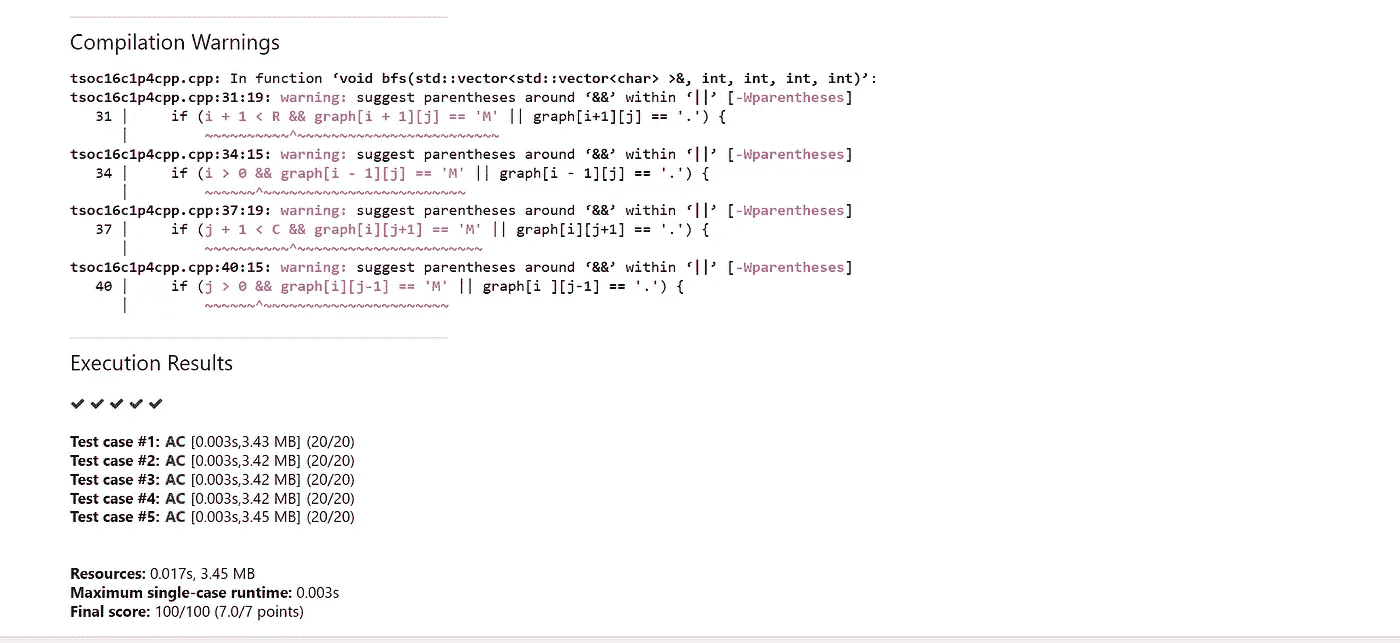 Compilation Warnings
tsoc16c1p4cpp.cpp: In function ‘void bfs(std::vector<std::vector<char> >&, int, int, int, int)’:
tsoc16c1p4cpp.cpp:31:19: warning: suggest parentheses around ‘&&’ within ‘||’ [-Wparentheses]
   31 |     if (i + 1 < R && graph[i + 1][j] == 'M' || graph[i+1][j] == '.') {
      |         ~~~~~~~~~~^~~~~~~~~~~~~~~~~~~~~~~~~
tsoc16c1p4cpp.cpp:34:15: warning: suggest parentheses around ‘&&’ within ‘||’ [-Wparentheses]
   34 |     if (i > 0 && graph[i - 1][j] == 'M' || graph[i - 1][j] == '.') {
      |         ~~~~~~^~~~~~~~~~~~~~~~~~~~~~~~~
tsoc16c1p4cpp.cpp:37:19: warning: suggest parentheses around ‘&&’ within ‘||’ [-Wparentheses]
   37 |     if (j + 1 < C && graph[i][j+1] == 'M' || graph[i][j+1] == '.') {
      |         ~~~~~~~~~~^~~~~~~~~~~~~~~~~~~~~~~
tsoc16c1p4cpp.cpp:40:15: warning: suggest parentheses around ‘&&’ within ‘||’ [-Wparentheses]
   40 |     if (j > 0 && graph[i][j-1] == 'M' || graph[i ][j-1] == '.') {
      |         ~~~~~~^~~~~~~~~~~~~~~~~~~~~~~
Execution Results
✔ ✔ ✔ ✔ ✔
Test case #1: AC [0.003s,3.43 MB] (20/20)
Test case #2: AC [0.003s,3.42 MB] (20/20)
Test case #3: AC [0.003s,3.42 MB] (20/20)
Test case #4: AC [0.003s,3.42 MB] (20/20)
Test case #5: AC [0.003s,3.45 MB] (20/20)
Resources: 0.017s, 3.45 MB
Maximum single-case runtime: 0.003s
Final score: 100/100 (7.0/7 points)